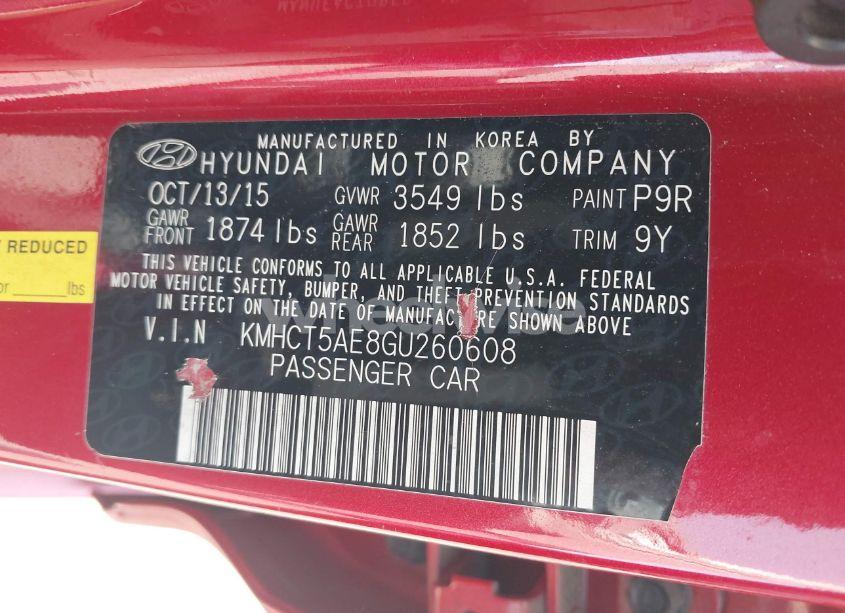 REDUCED
lbs
MANUFACTURED IN KOREA BY
HYUNDAI MOTOR COMPANY
OCT/13/15 GVWR 3549 lbs PAINT P9R
GAWR FRONT 1874 lbs GAWR REAR 1852 lbs TRIM 9Y
THIS VEHICLE CONFORMS TO ALL APPLICABLE U.S.A. FEDERAL
MOTOR VEHICLE SAFETY, BUMPER, AND THEFT PREVENTION STANDARDS
IN EFFECT ON THE DATE OF MANUFACTURE SHOWN ABOVE
V.I.N KMHCT5AE8GU260608
PASSENGER CAR